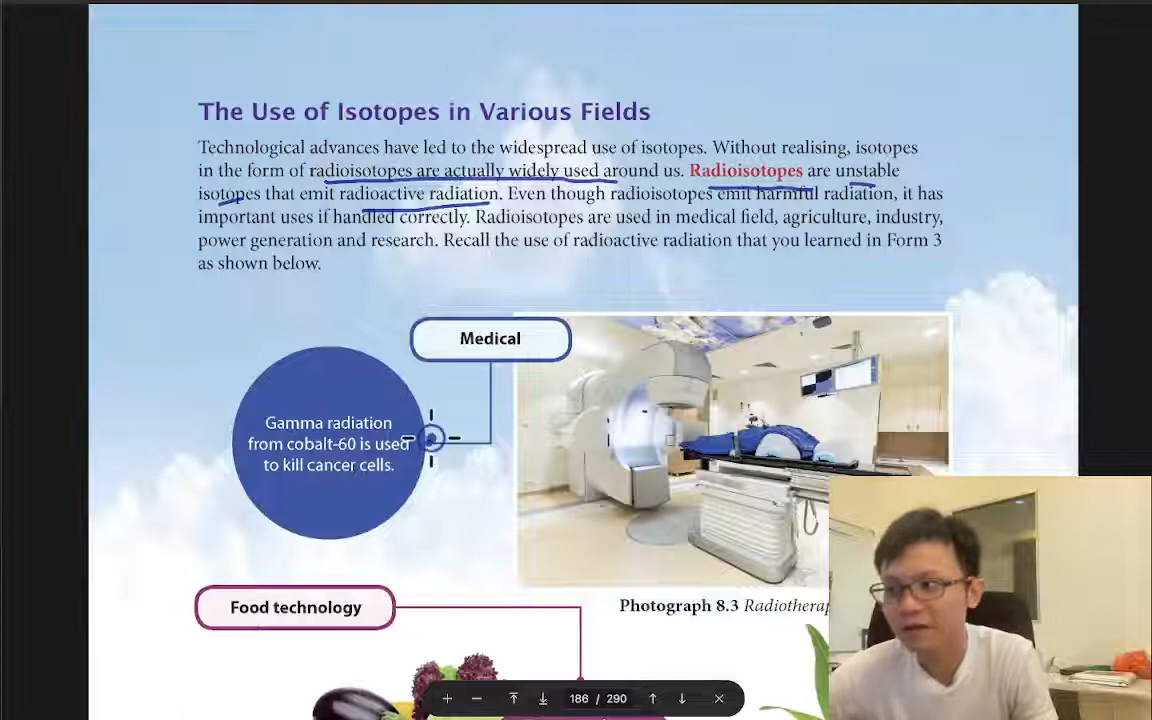 The Use of Isotopes in Various Fields
Technological advances have led to the widespread use of isotopes. Without realising, isotopes
in the form of radioisotopes are actually widely used around us. Radioisotopes are unstable
isotopes that emit radioactive radiation. Even though radioisotopes emit harmful radiation, it has
important uses if handled correctly. Radioisotopes are used in medical field, agriculture, industry,
power generation and research. Recall the use of radioactive radiation that you learned in Form 3
as shown below.
Medical
Gamma radiation
from cobalt-60 is used
to kill cancer cells.
Food technology
Photograph 8.3
186 / 290